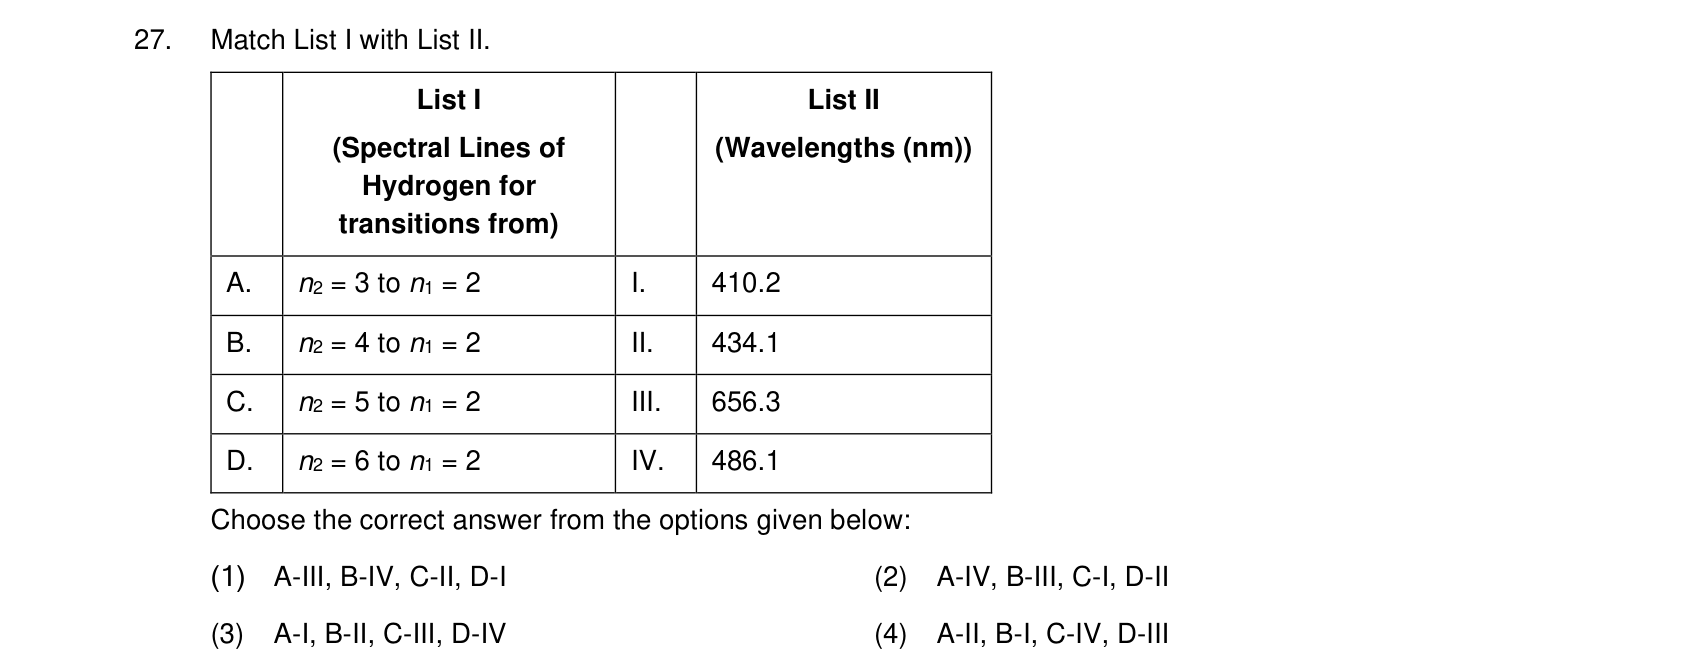 27. Match List I with List II.
List I List II
(Spectral Lines of (Wavelengths (nm))
Hydrogen for
transitions from)
A. n2 = 3 to n1 = 2 I. 410.2
B. n2 = 4 to n1 = 2 II. 434.1
C. n2 = 5 to n1 = 2 III. 656.3
D. n2 = 6 to n1 = 2 IV. 486.1
Choose the correct answer from the options given below:
(1) A-III, B-IV, C-II, D-I (2) A-IV, B-III, C-I, D-II
(3) A-I, B-II, C-III, D-IV (4) A-II, B-I, C-IV, D-III